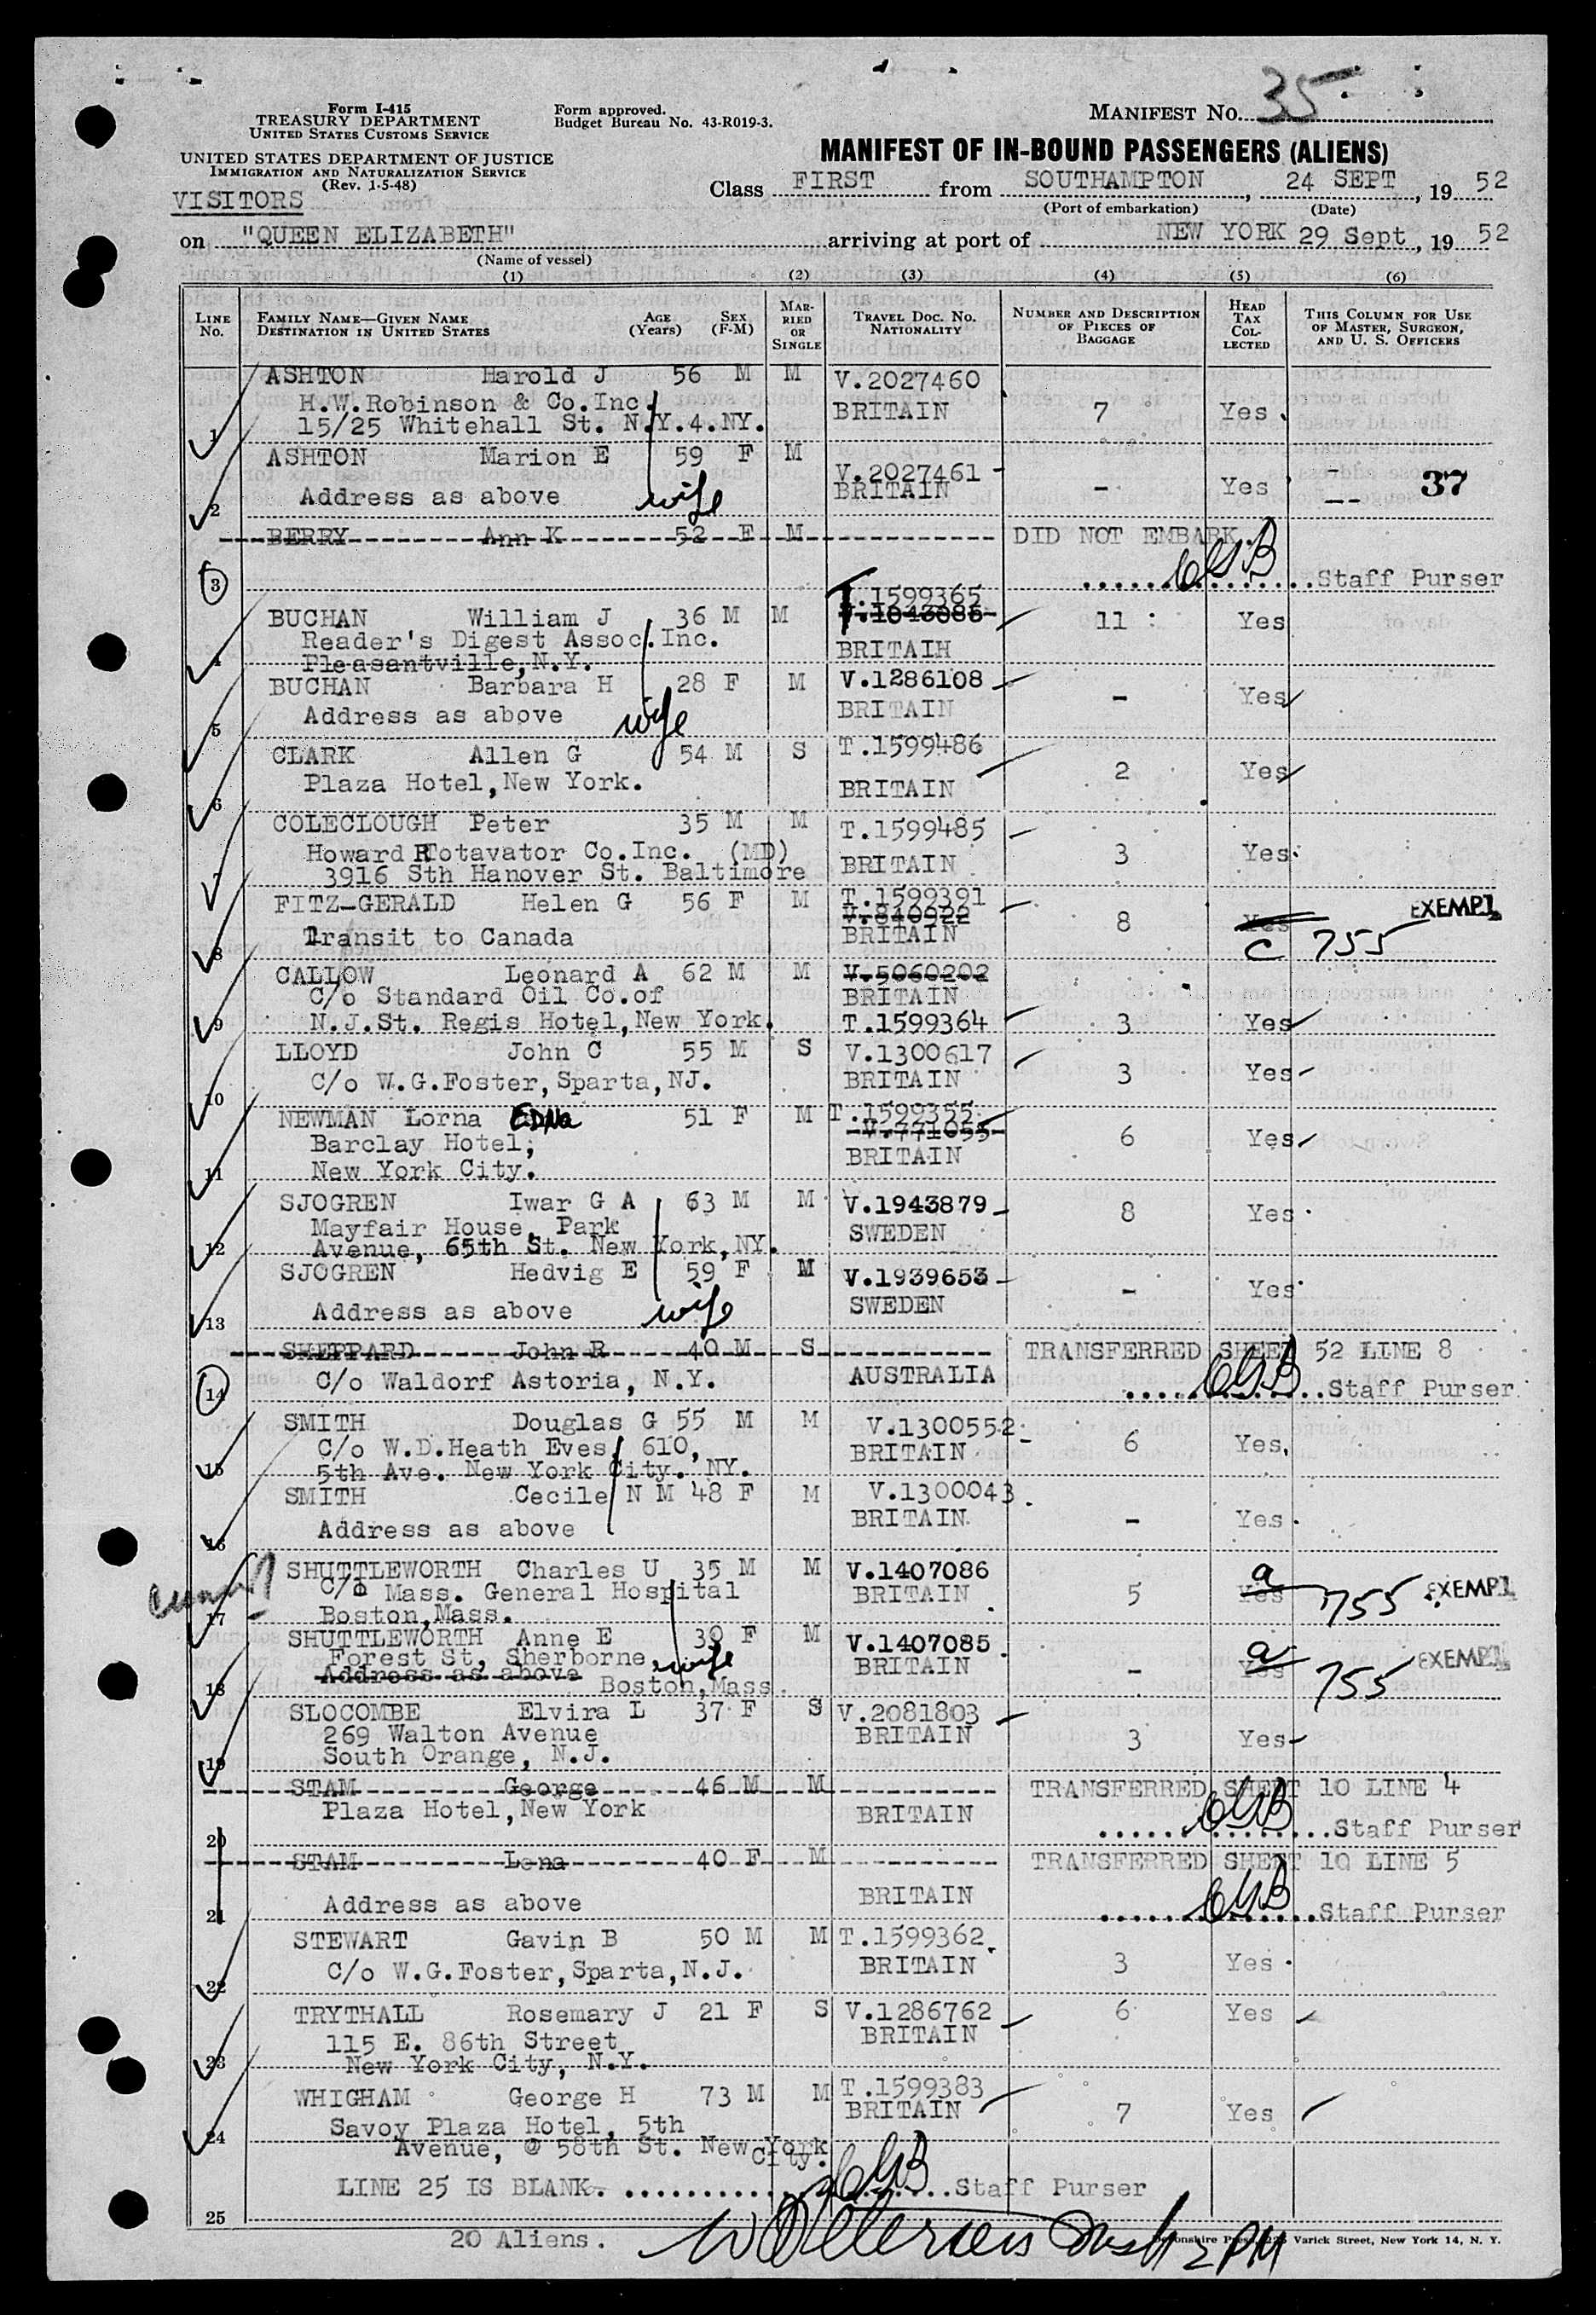 Form I-415
TREASURY DEPARTMENT
UNITED STATES CUSTOMS SERVICE
Form approved.
Budget Bureau No. 43-R019-3.
MANIFEST NO. 35
UNITED STATES DEPARTMENT OF JUSTICE
IMMIGRATION AND NATURALIZATION SERVICE
(Rev. 1-5-48)
MANIFEST OF IN-BOUND PASSENGERS (ALIENS)
VISITORS
Class FIRST from SOUTHAMPTON, 24 SEPT, 19 52
(Port of embarkation) (Date)
on "QUEEN ELIZABETH" arriving at port of NEW YORK 29 Sept, 19 52
(Name of vessel)
(1) (2) (3) (4) (5) (6)
LINE No. FAMILY NAME—GIVEN NAME DESTINATION IN UNITED STATES AGE (Years) SEX (F-M) MARRIED OR SINGLE TRAVEL DOC. NO. NATIONALITY NUMBER AND DESCRIPTION OF PIECES OF BAGGAGE HEAD TAX COLLECTED THIS COLUMN FOR USE OF MASTER, SURGEON, AND U. S. OFFICERS
ASHTON Harold J 56 M M V.2027460
H.W.Robinson & Co.Inc. BRITAIN 7 Yes
1 15/25 Whitehall St. N.Y.4.NY.
ASHTON Marion E 59 F M V.2027461
2 Address as above wife BRITAIN - Yes 37
BERRY Ann K 52 F M DID NOT EMBARK.
3 CGB Staff Purser
T.1599365
BUCHAN William J 36 M M V.1043086 11 Yes
Reader's Digest Assoc.Inc. BRITAIN
4 Pleasantville,N.Y.
BUCHAN Barbara H 28 F M V.1286108 - Yes
5 Address as above wife BRITAIN
CLARK Allen G 54 M S T.1599486
6 Plaza Hotel,New York. BRITAIN 2 Yes
COLECLOUGH Peter 35 M M T.1599485
Howard Rotavator Co.Inc. (MD) BRITAIN 3 Yes
7 3916 Sth Hanover St. Baltimore
FITZ-GERALD Helen G 56 F M T.1599391 EXEMPT
V.840922 8 Yes
8 Transit to Canada BRITAIN C 755
CALLOW Leonard A 62 M M V.5060202
C/o Standard Oil Co.of BRITAIN
9 N.J.St. Regis Hotel,New York. T.1599364 3 Yes
LLOYD John C 55 M S V.1300617
10 C/o W.G.Foster,Sparta,NJ. BRITAIN 3 Yes
NEWMAN Lorna EDNa 51 F M T.1599355
V.771055
Barclay Hotel, 6 Yes
11 New York City. BRITAIN
SJOGREN Iwar G A 63 M M V.1943879 8 Yes
Mayfair House, Park SWEDEN
12 Avenue, 65th St. New York,NY.
SJOGREN Hedvig E 59 F M V.1939653 - Yes
13 Address as above wife SWEDEN
SHEPPARD John R 40 M S TRANSFERRED SHEET 52 LINE 8
14 C/o Waldorf Astoria, N.Y. AUSTRALIA CGB Staff Purser
SMITH Douglas G 55 M M V.1300552
C/o W.D.Heath Eves, 610, BRITAIN 6 Yes
15 5th Ave. New York City. NY.
SMITH Cecile N M 48 F M V.1300043
16 Address as above BRITAIN - Yes
SHUTTLEWORTH Charles U 35 M M V.1407086 a
C/o Mass. General Hospital BRITAIN 5 Yes 755 EXEMPT
17 Boston,Mass.
SHUTTLEWORTH Anne E 30 F M V.1407085 a
Forest St, Sherborne, wife BRITAIN - Yes 755 EXEMPT
18 Address as above Boston,Mass.
SLOCOMBE Elvira L 37 F S V.2081803
269 Walton Avenue BRITAIN 3 Yes
19 South Orange, N.J.
STAM George 46 M M TRANSFERRED SHEET 10 LINE 4
Plaza Hotel,New York BRITAIN
20 CGB Staff Purser
STAM Lena 40 F M TRANSFERRED SHEET 10 LINE 5
21 Address as above BRITAIN CGB Staff Purser
STEWART Gavin B 50 M M T.1599362
22 C/o W.G.Foster,Sparta,N.J. BRITAIN 3 Yes
TRYTHALL Rosemary J 21 F S V.1286762 6 Yes
115 E. 86th Street BRITAIN
23 New York City, N.Y.
WHIGHAM George H 73 M M T.1599383
Savoy Plaza Hotel, 5th BRITAIN 7 Yes
24 Avenue, @ 58th St. New York City.
LINE 25 IS BLANK. CGB Staff Purser
25
20 Aliens. 2 PM
Varick Street, New York 14, N. Y.